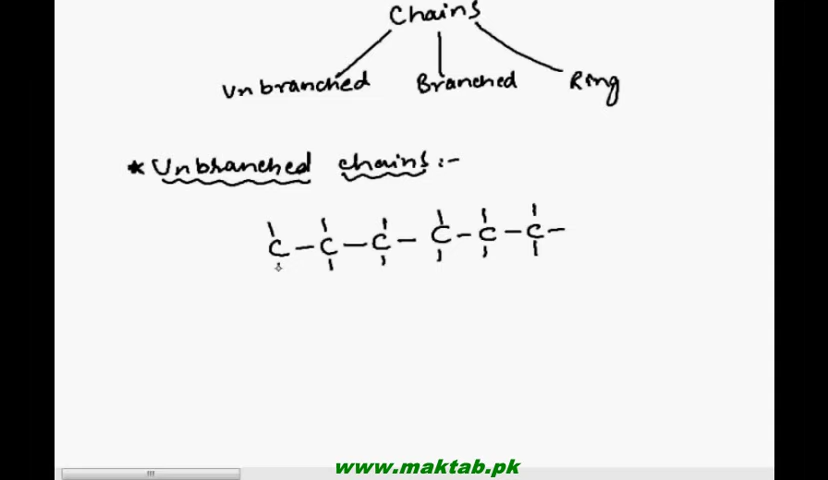 Chains
Unbranched Branched Ring
* Unbranched chains:-
C - C - C - C - C - C -
www.maktab.pk